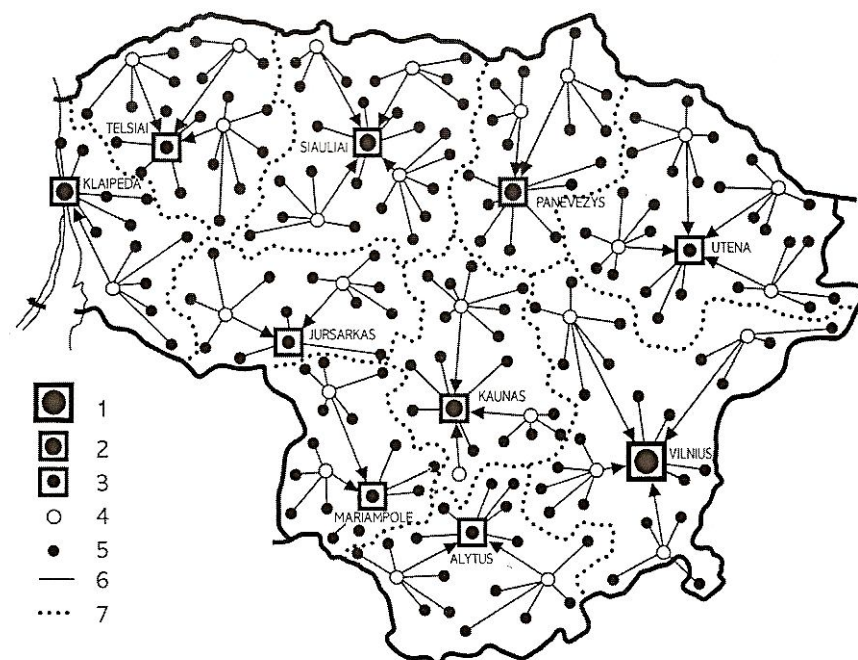 TELSIAI
SIAULIAI
KLAIPEDA
PANEVEZYS
UTENA
JURSARKAS
KAUNAS
VILNIUS
MARIAMPOLE
ALYTUS
1
2
3
4
5
6
7